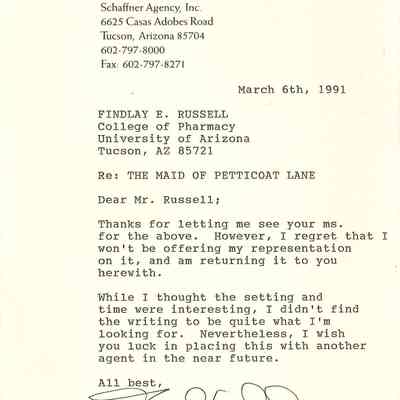 Schaffner Agency, Inc.
6625 Casas Adobes Road
Tucson, Arizona 85704
602-797-8000
Fax 602-797-8271
March 6th, 1991
FINDLAY E. RUSSELL
College of Pharmacy
University of Arizona
Tucson, AZ 85721
Re: THE MAID OF PETTICOAT LANE
Dear Mr. Russell;
Thanks for letting me see your ms.
for the above. However, I regret that I
won't be offering my representation
on it, and am returning it to you
herewith.
While I thought the setting and
time were interesting, I didn't find
the writing to be quite what I'm
looking for. Nevertheless, I wish
you luck in placing this with another
agent in the near future.
All best,